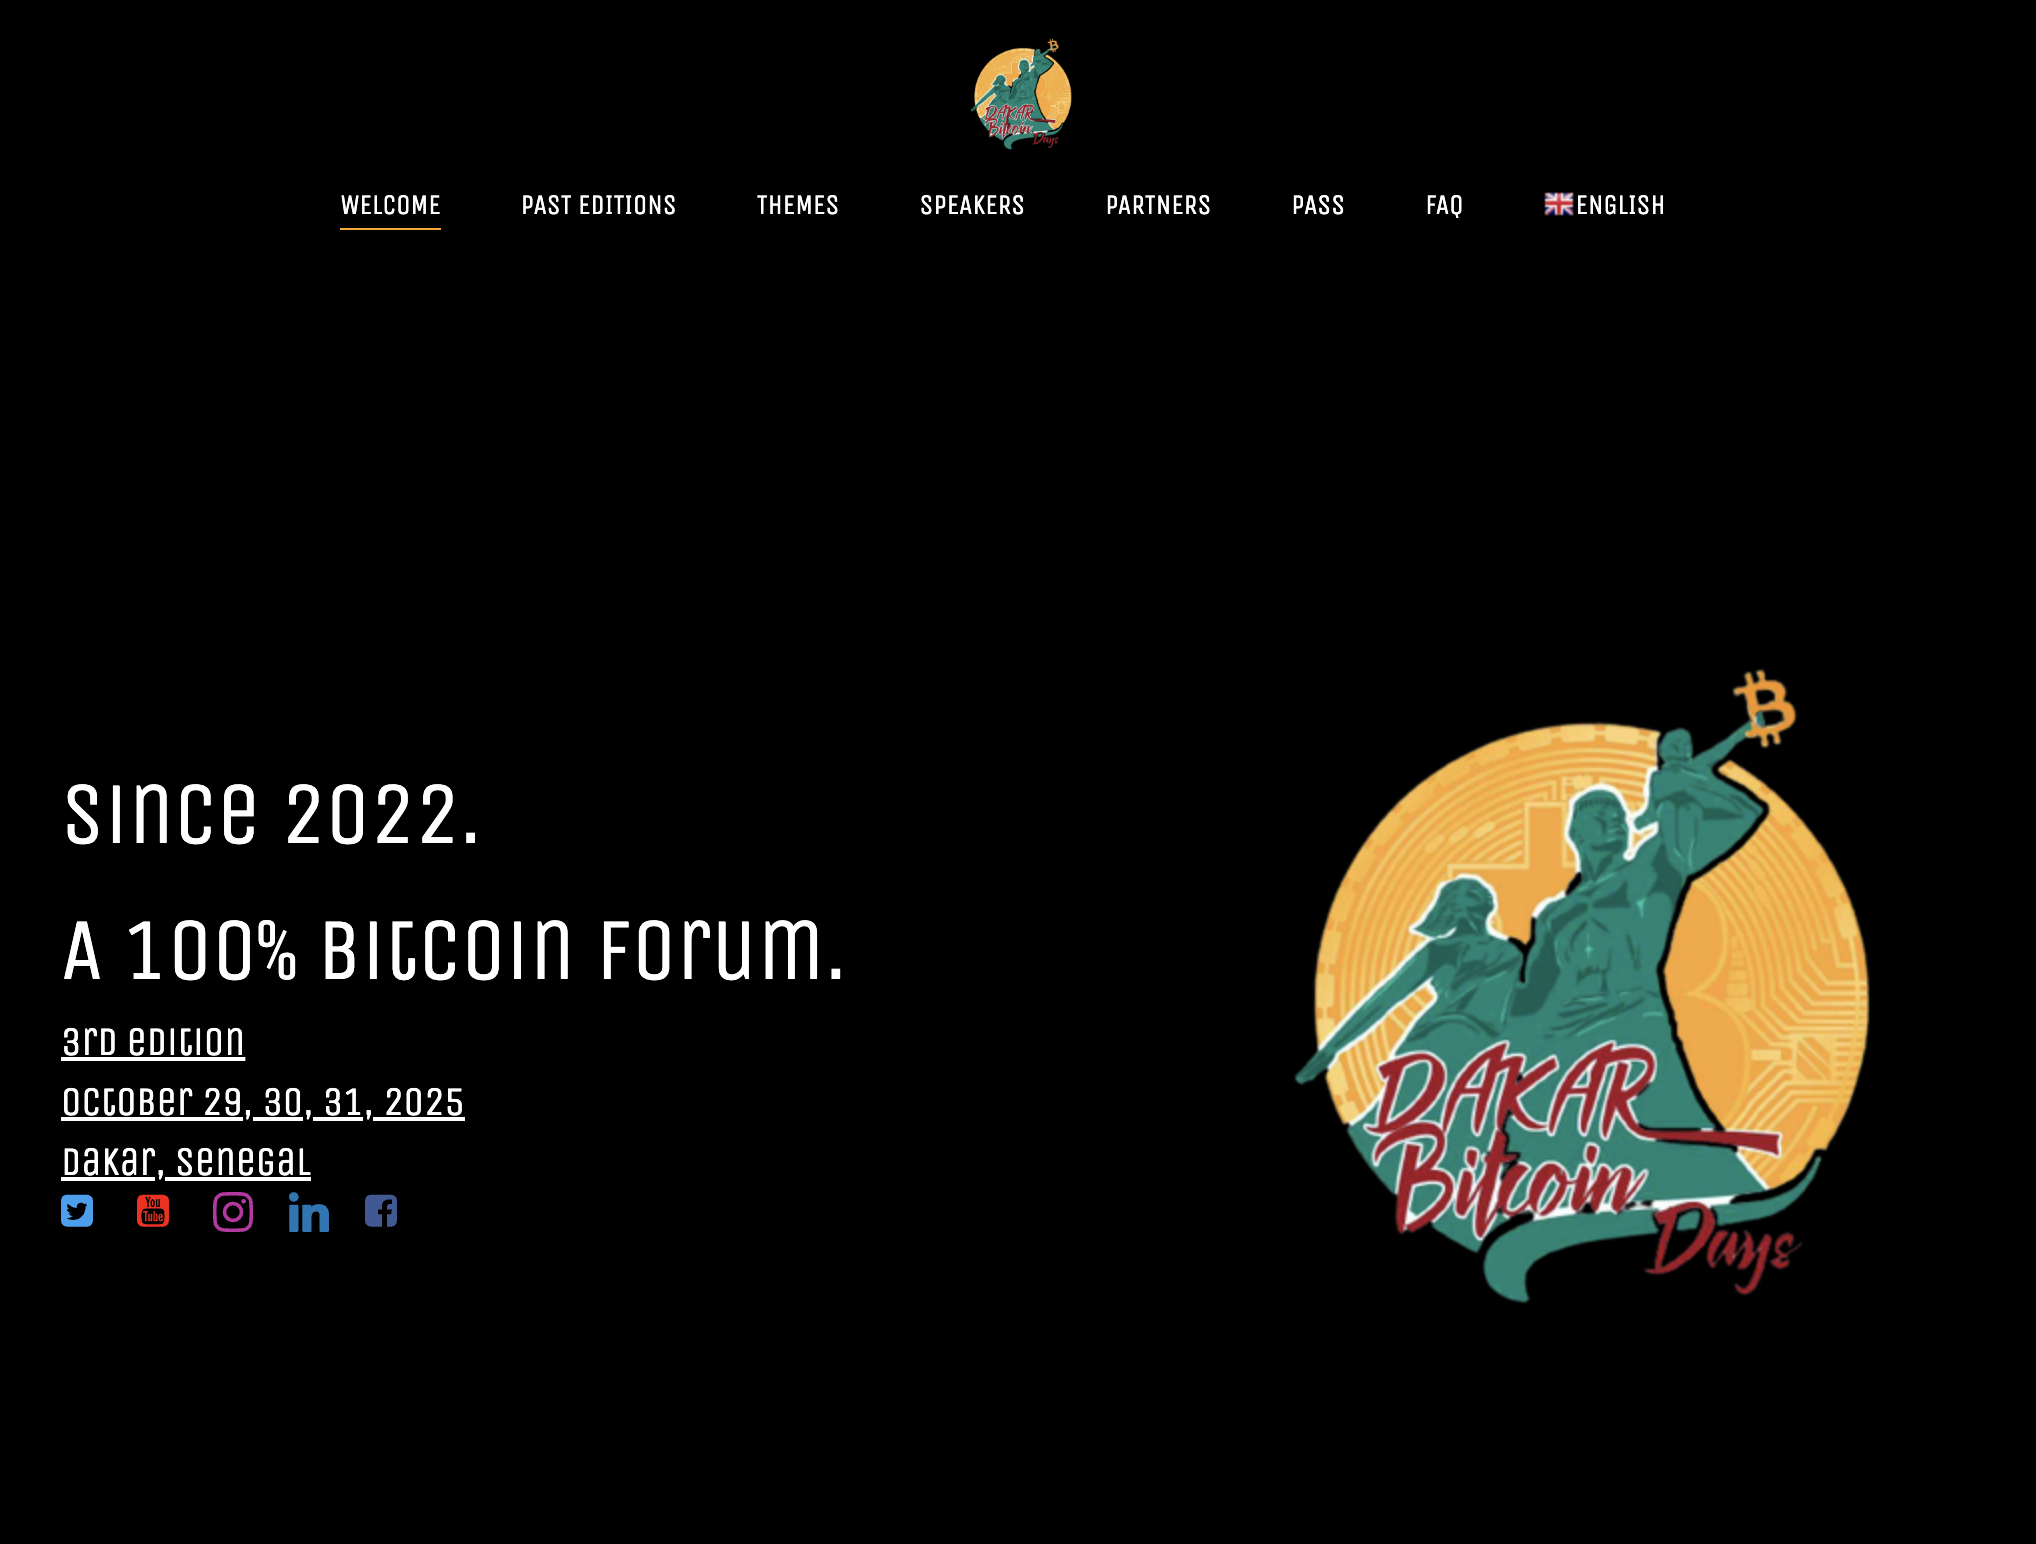 DAKAR
Bitcoin
Days
WELCOME PAST EDITIONS THEMES SPEAKERS PARTNERS PASS FAQ ENGLISH
Since 2022.
A 100% Bitcoin Forum.
3rd edition
October 29, 30, 31, 2025
Dakar, Senegal
You
Tube
in
DAKAR
Bitcoin
Days